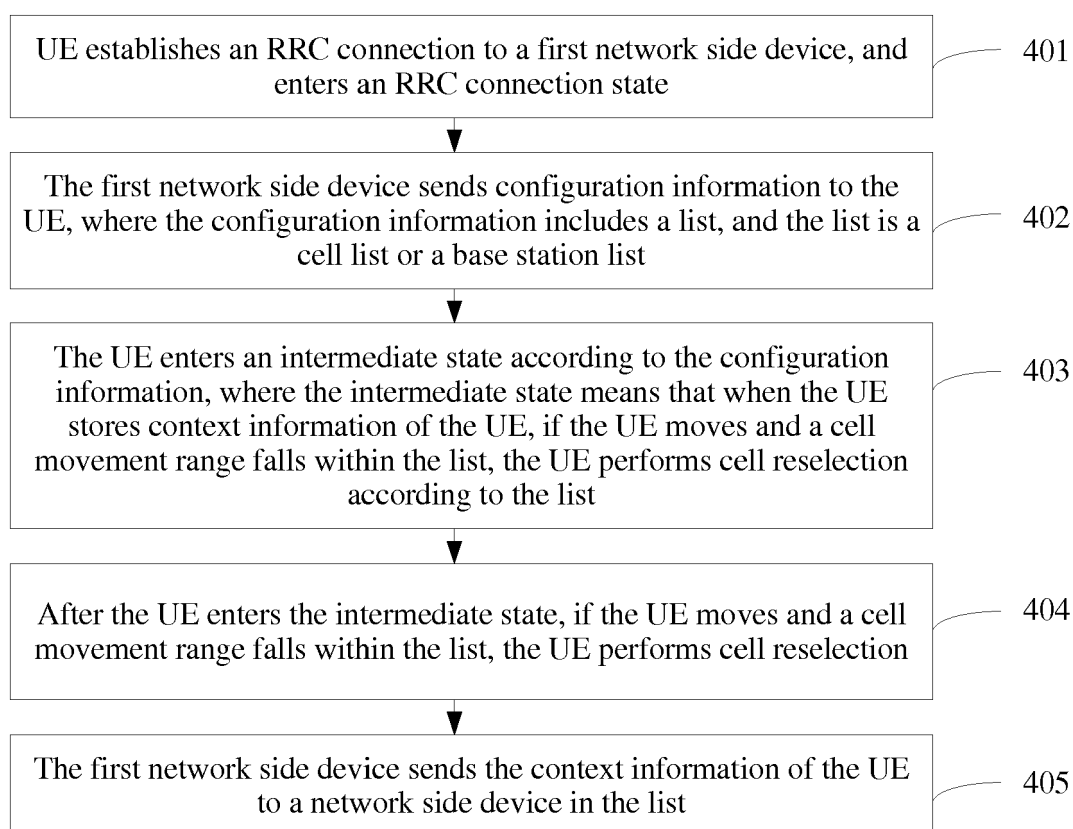 UE establishes an RRC connection to a first network side device, and
enters an RRC connection state
401
The first network side device sends configuration information to the
UE, where the configuration information includes a list, and the list is a
cell list or a base station list
402
The UE enters an intermediate state according to the configuration
information, where the intermediate state means that when the UE
stores context information of the UE, if the UE moves and a cell
movement range falls within the list, the UE performs cell reselection
according to the list
403
After the UE enters the intermediate state, if the UE moves and a cell
movement range falls within the list, the UE performs cell reselection
404
The first network side device sends the context information of the UE
to a network side device in the list
405